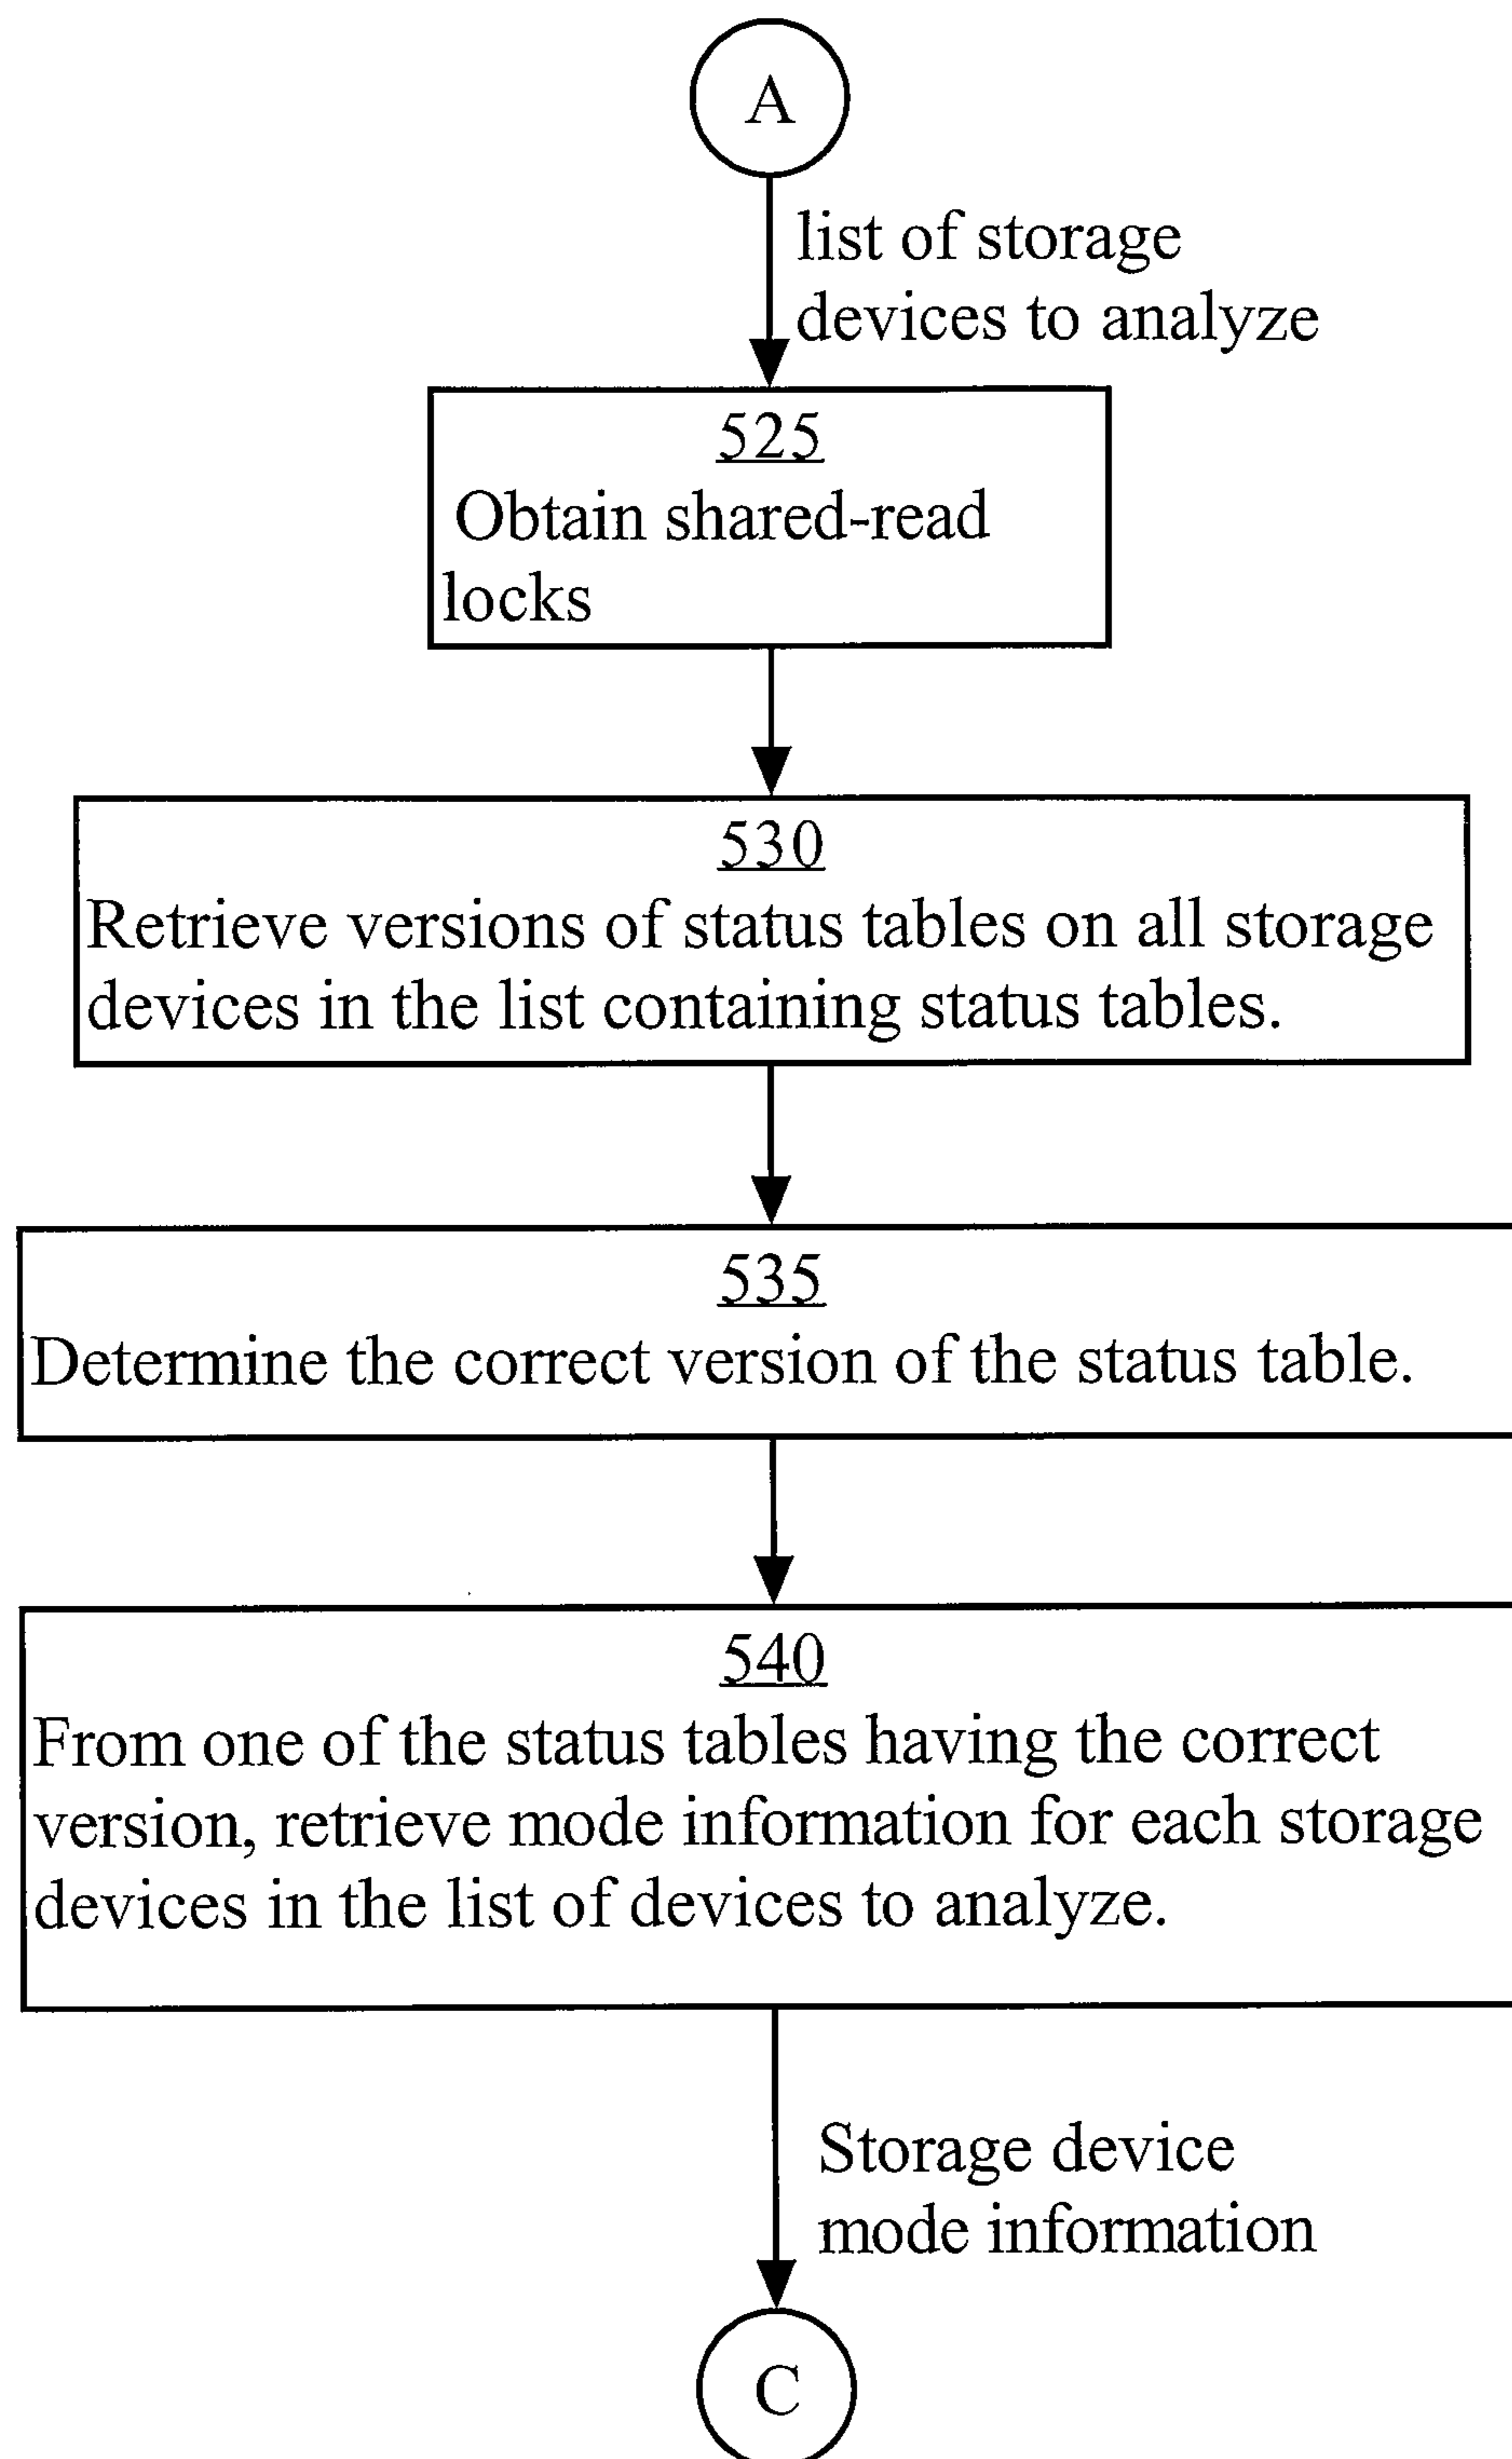 A
list of storage
devices to analyze
525
Obtain shared-read
locks
530
Retrieve versions of status tables on all storage
devices in the list containing status tables.
535
Determine the correct version of the status table.
540
From one of the status tables having the correct
version, retrieve mode information for each storage
devices in the list of devices to analyze.
Storage device
mode information
C